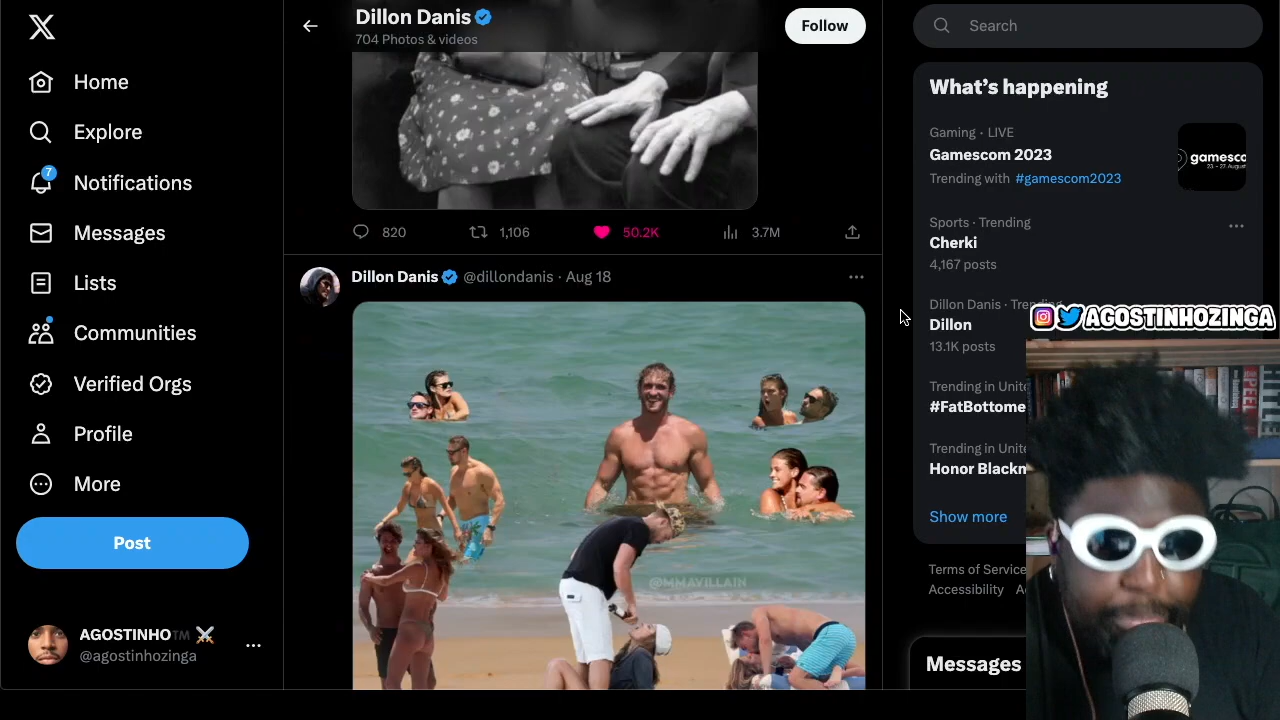 Home
Explore
7
Notifications
Messages
Lists
Communities
Verified Orgs
Profile
More
Post
AGOSTINHO™
@agostinhozinga
Dillon Danis
704 Photos & videos
Follow
820
1,106
50.2K
3.7M
Dillon Danis @dillondanis · Aug 18
@MMAVILLAIN
Search
What's happening
Gaming · LIVE
Gamescom 2023
Trending with #gamescom2023
gamesco
Sports · Trending
Cherki
4,167 posts
Dillon Danis · Trending
Dillon
13.1K posts
Trending in Unite
#FatBottome
Trending in Unite
Honor Blackn
Show more
Terms of Service
Accessibility
Messages
AGOSTINHOZINGA